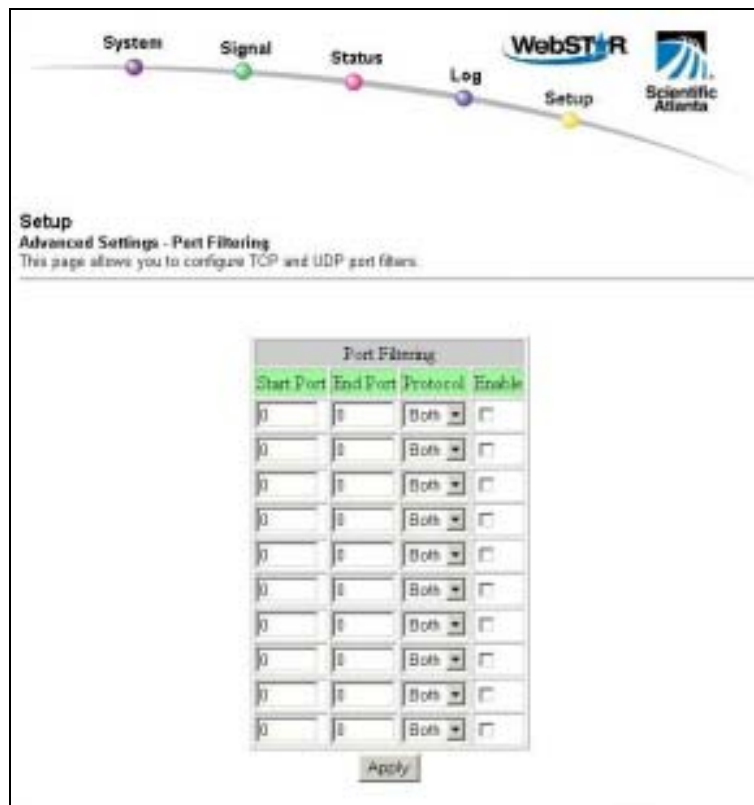 System Signal Status Log Setup
WebSTAR
Scientific
Atlanta
Setup
Advanced Settings - Port Filtering
This page allows you to configure TCP and UDP port filters.
Port Filtering
Start Port End Port Protocol Enable
0 0 Both
0 0 Both
0 0 Both
0 0 Both
0 0 Both
0 0 Both
0 0 Both
0 0 Both
0 0 Both
0 0 Both
Apply